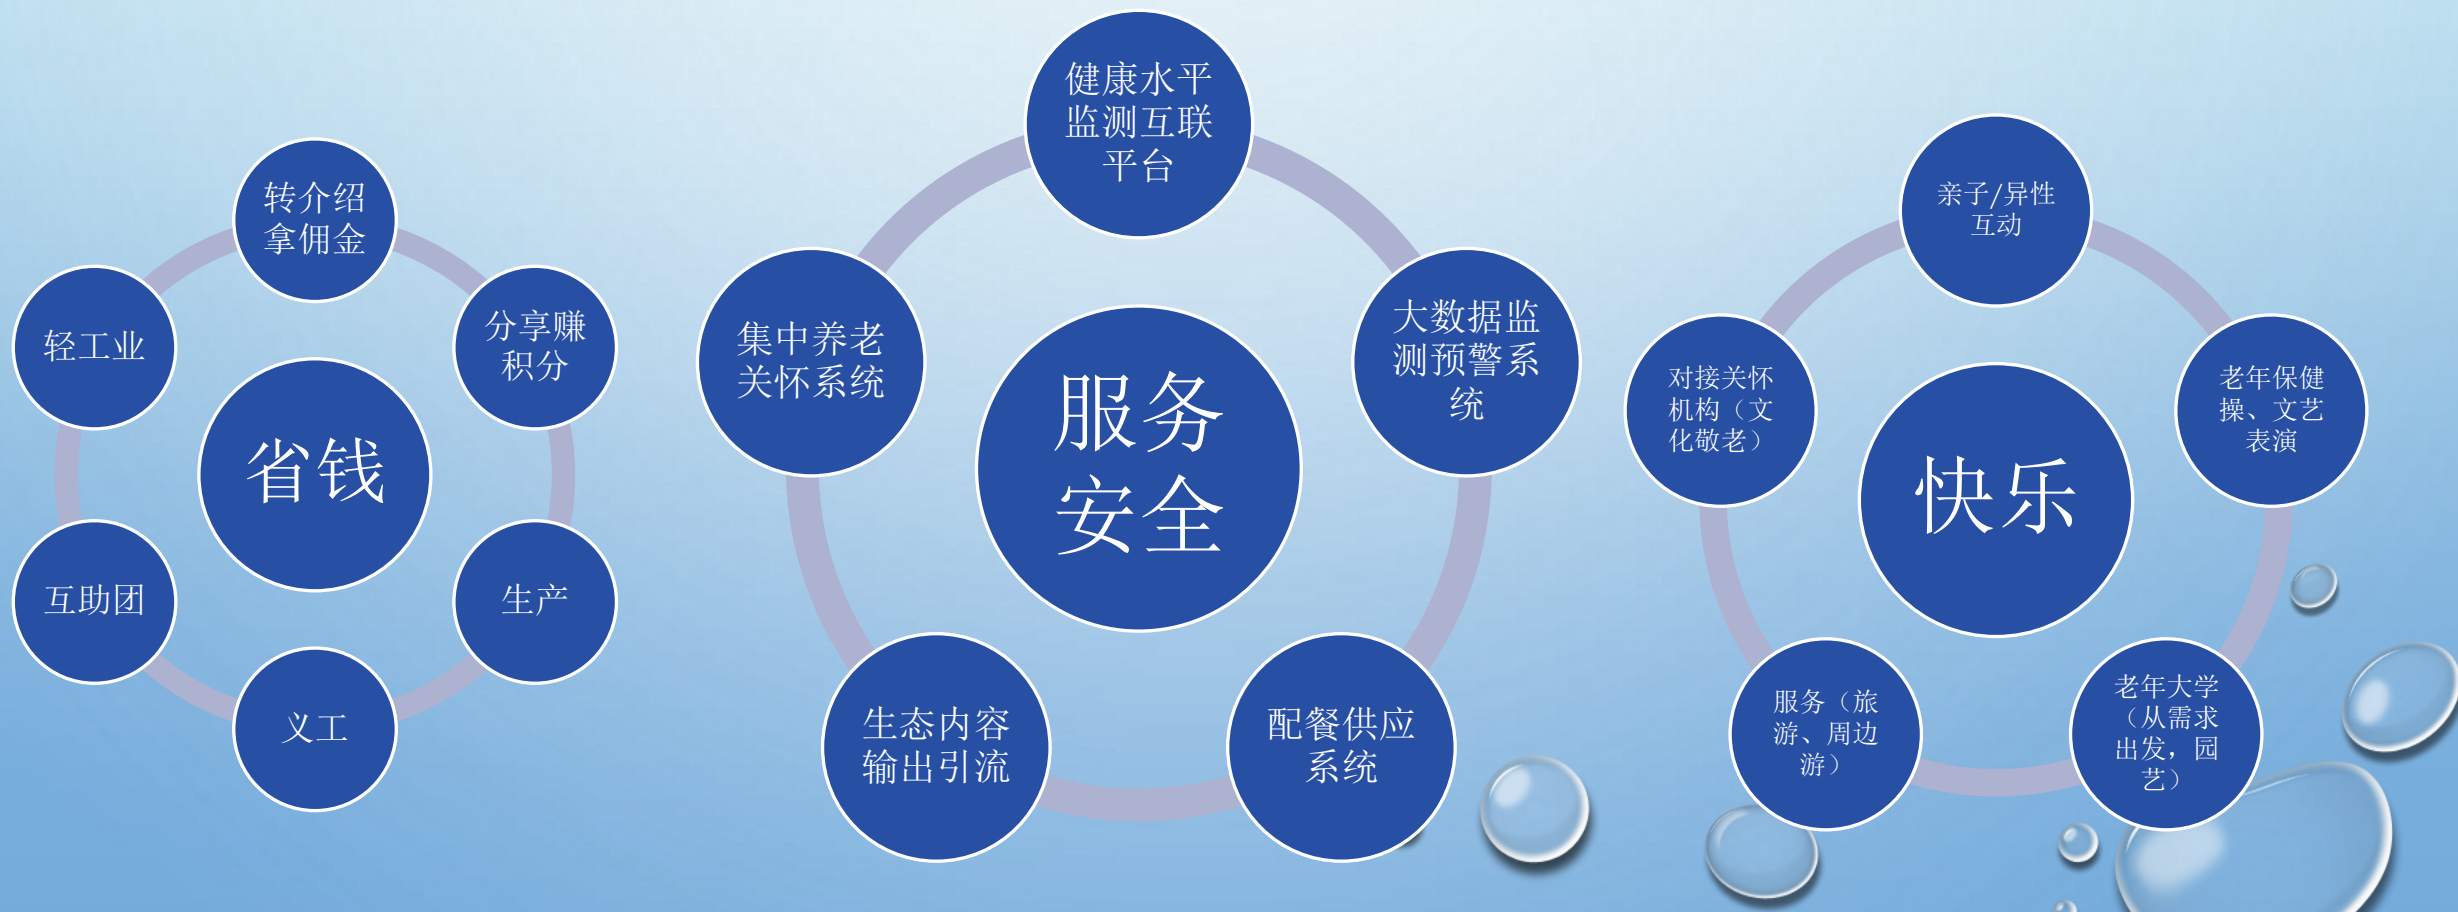 转介绍
拿佣金
分享赚
积分
生产
义工
互助团
轻工业
省钱
健康水平
监测互联
平台
大数据监
测预警系
统
配餐供应
系统
生态内容
输出引流
集中养老
关怀系统
服务
安全
亲子/异性
互动
老年保健
操、文艺
表演
老年大学
（从需求
出发，园
艺）
服务（旅
游、周边
游）
对接关怀
机构（文
化敬老）
快乐